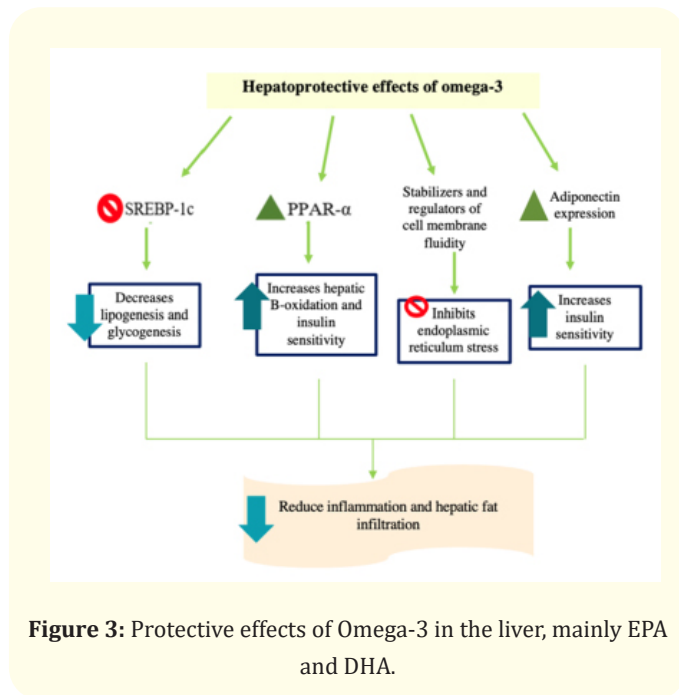 Hepatoprotective effects of omega-3
SREBP-1c
PPAR-α
Stabilizers and
regulators of
cell membrane
fluidity
Adiponectin
expression
Decreases
lipogenesis and
glycogenesis
Increases hepatic
B-oxidation and
insulin
sensitivity
Inhibits
endoplasmic
reticulum stress
Increases
insulin
sensitivity
Reduce inflammation and hepatic fat
infiltration
Figure 3: Protective effects of Omega-3 in the liver, mainly EPA
and DHA.